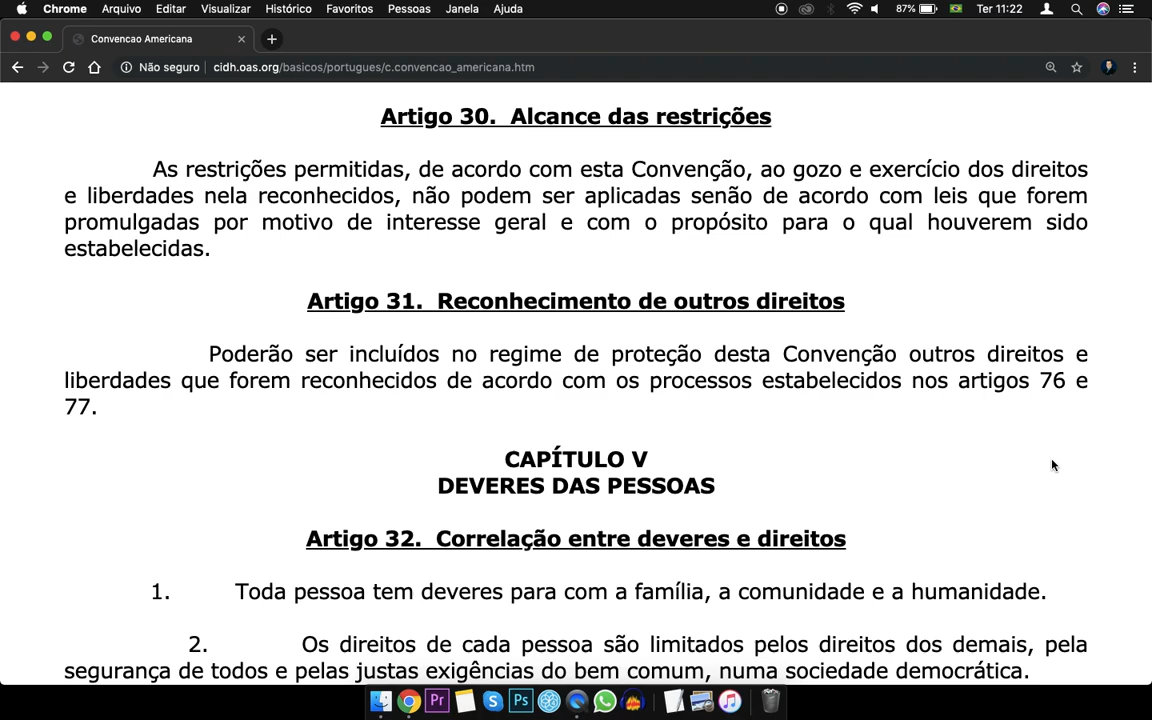 Chrome Arquivo Editar Visualizar Histórico Favoritos Pessoas Janela Ajuda 87% Ter 11:22
Convencao Americana
Não seguro cidh.oas.org/basicos/portugues/c.convencao_americana.htm
Artigo 30. Alcance das restrições
As restrições permitidas, de acordo com esta Convenção, ao gozo e exercício dos direitos
e liberdades nela reconhecidos, não podem ser aplicadas senão de acordo com leis que forem
promulgadas por motivo de interesse geral e com o propósito para o qual houverem sido
estabelecidas.
Artigo 31. Reconhecimento de outros direitos
Poderão ser incluídos no regime de proteção desta Convenção outros direitos e
liberdades que forem reconhecidos de acordo com os processos estabelecidos nos artigos 76 e
77.
CAPÍTULO V
DEVERES DAS PESSOAS
Artigo 32. Correlação entre deveres e direitos
1. Toda pessoa tem deveres para com a família, a comunidade e a humanidade.
2. Os direitos de cada pessoa são limitados pelos direitos dos demais, pela
segurança de todos e pelas justas exigências do bem comum, numa sociedade democrática.
Pr Ps